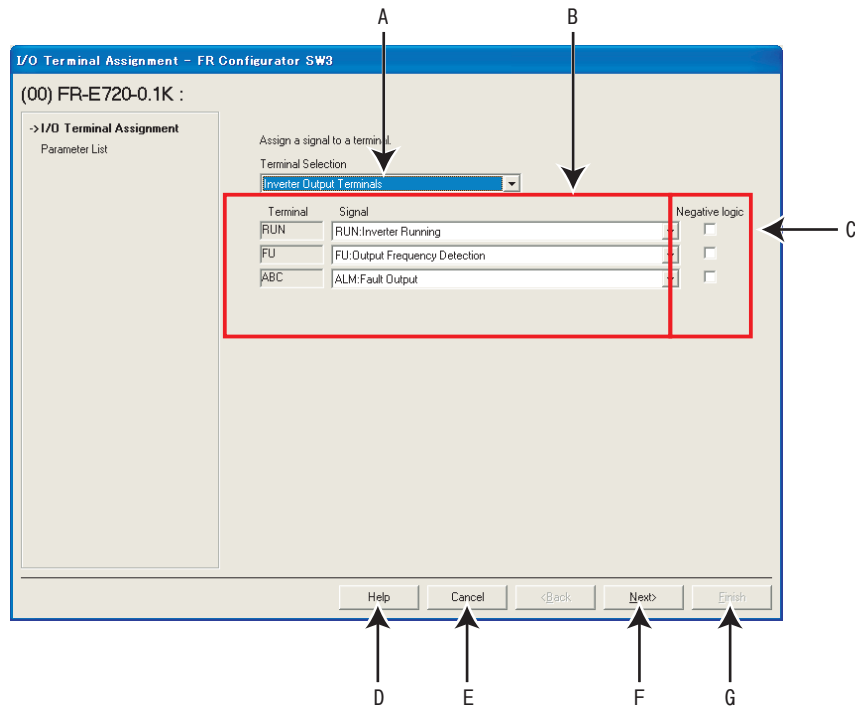 A
B
I/O Terminal Assignment - FR Configurator SW3
(00) FR-E720-0.1K :
->I/O Terminal Assignment
Parameter List
Assign a signal to a terminal.
Terminal Selection
Inverter Output Terminals
Terminal Signal Negative logic
C
RUN RUN:Inverter Running
FU FU:Output Frequency Detection
ABC ALM:Fault Output
Help Cancel <Back Next> Finish
D E F G